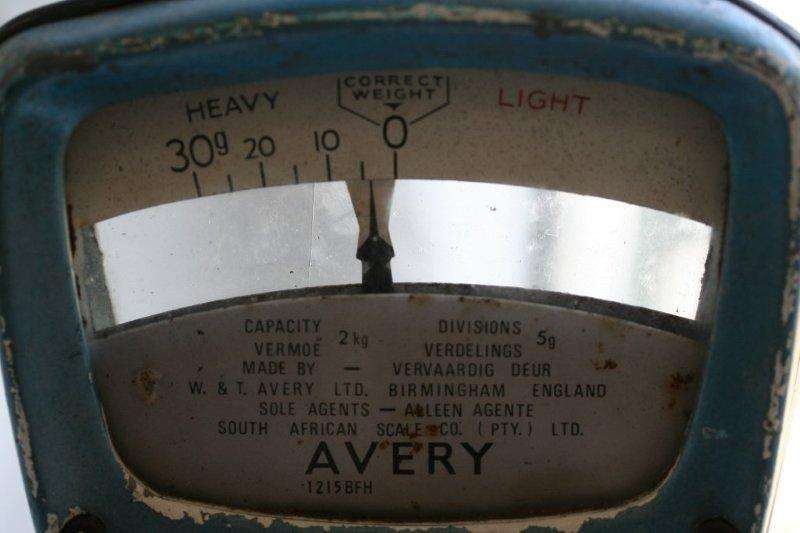 CORRECT
WEIGHT
HEAVY LIGHT
30g 20 10 0
CAPACITY DIVISIONS
2kg 5g
VERMOË VERDELINGS
MADE BY — VERVAARDIG DEUR
W. & T. AVERY LTD. BIRMINGHAM ENGLAND
SOLE AGENTS — ALLEEN AGENTE
SOUTH AFRICAN SCALE CO. (PTY.) LTD.
AVERY
1215BFH